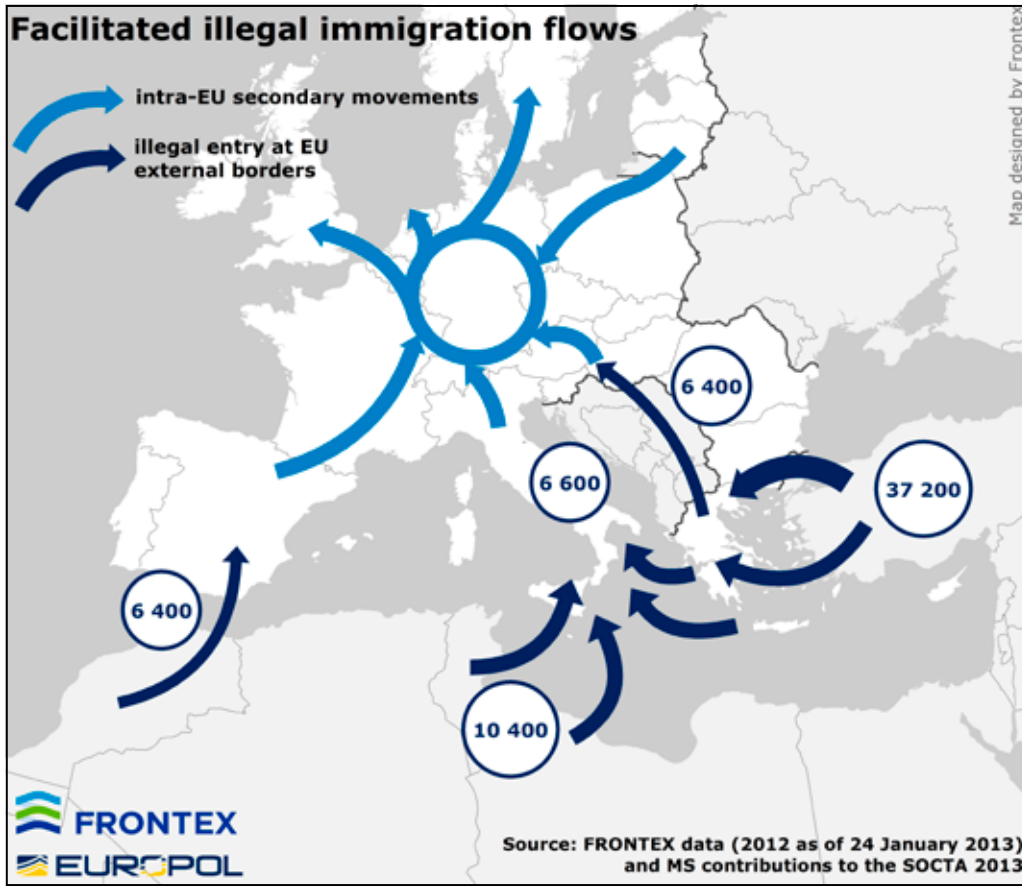 Facilitated illegal immigration flows
intra-EU secondary movements
illegal entry at EU
external borders
Map designed by Frontex
6 400
6 600
37 200
6 400
10 400
FRONTEX
EUROPOL
Source: FRONTEX data (2012 as of 24 January 2013)
and MS contributions to the SOCTA 2013